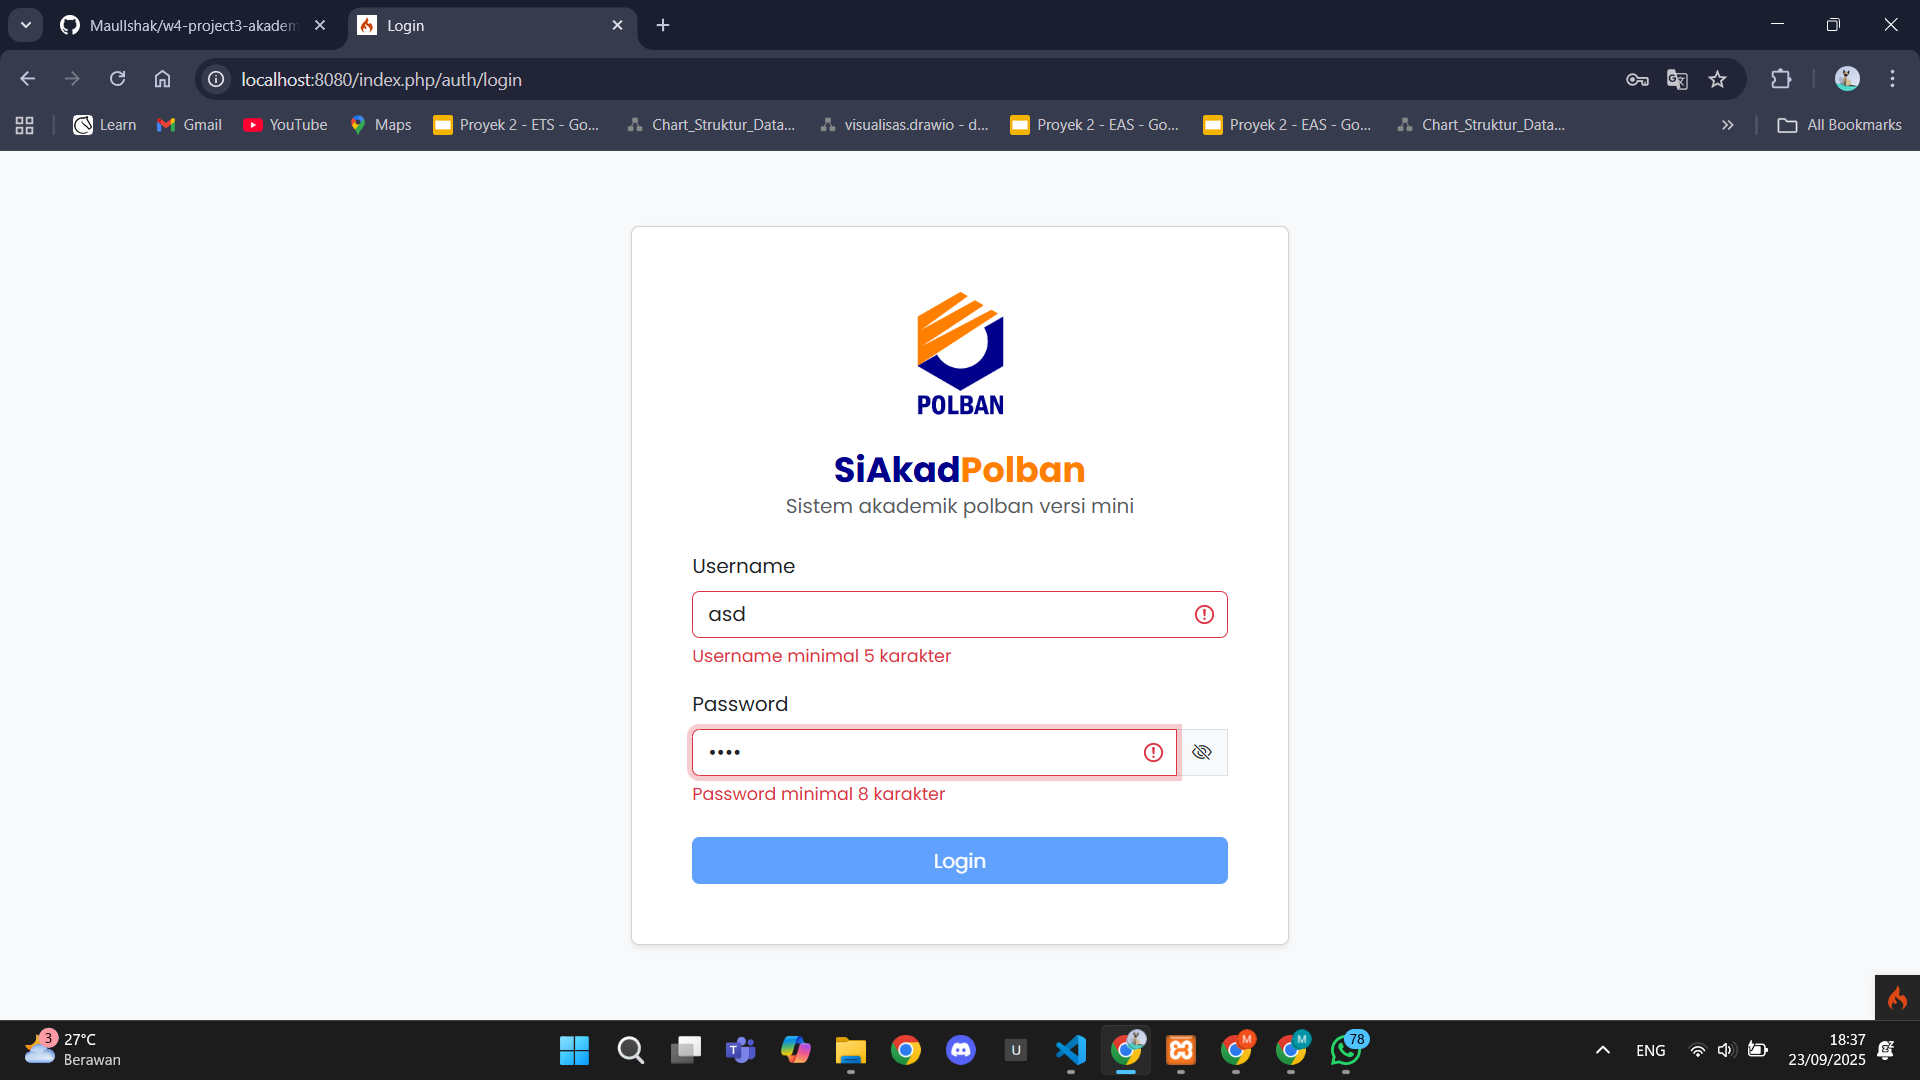 Maullshak/w4-project3-akadem
Login
localhost:8080/index.php/auth/login
Learn
Gmail
YouTube
Maps
Proyek 2 - ETS - Go...
Chart_Struktur_Data...
visualisas.drawio - d...
Proyek 2 - EAS - Go...
Proyek 2 - EAS - Go...
Chart_Struktur_Data...
All Bookmarks
POLBAN
SiAkadPolban
Sistem akademik polban versi mini
Username
asd
Username minimal 5 karakter
Password
••••
Password minimal 8 karakter
Login
3
27°C
Berawan
U
M
M
78
ENG
18:37
23/09/2025